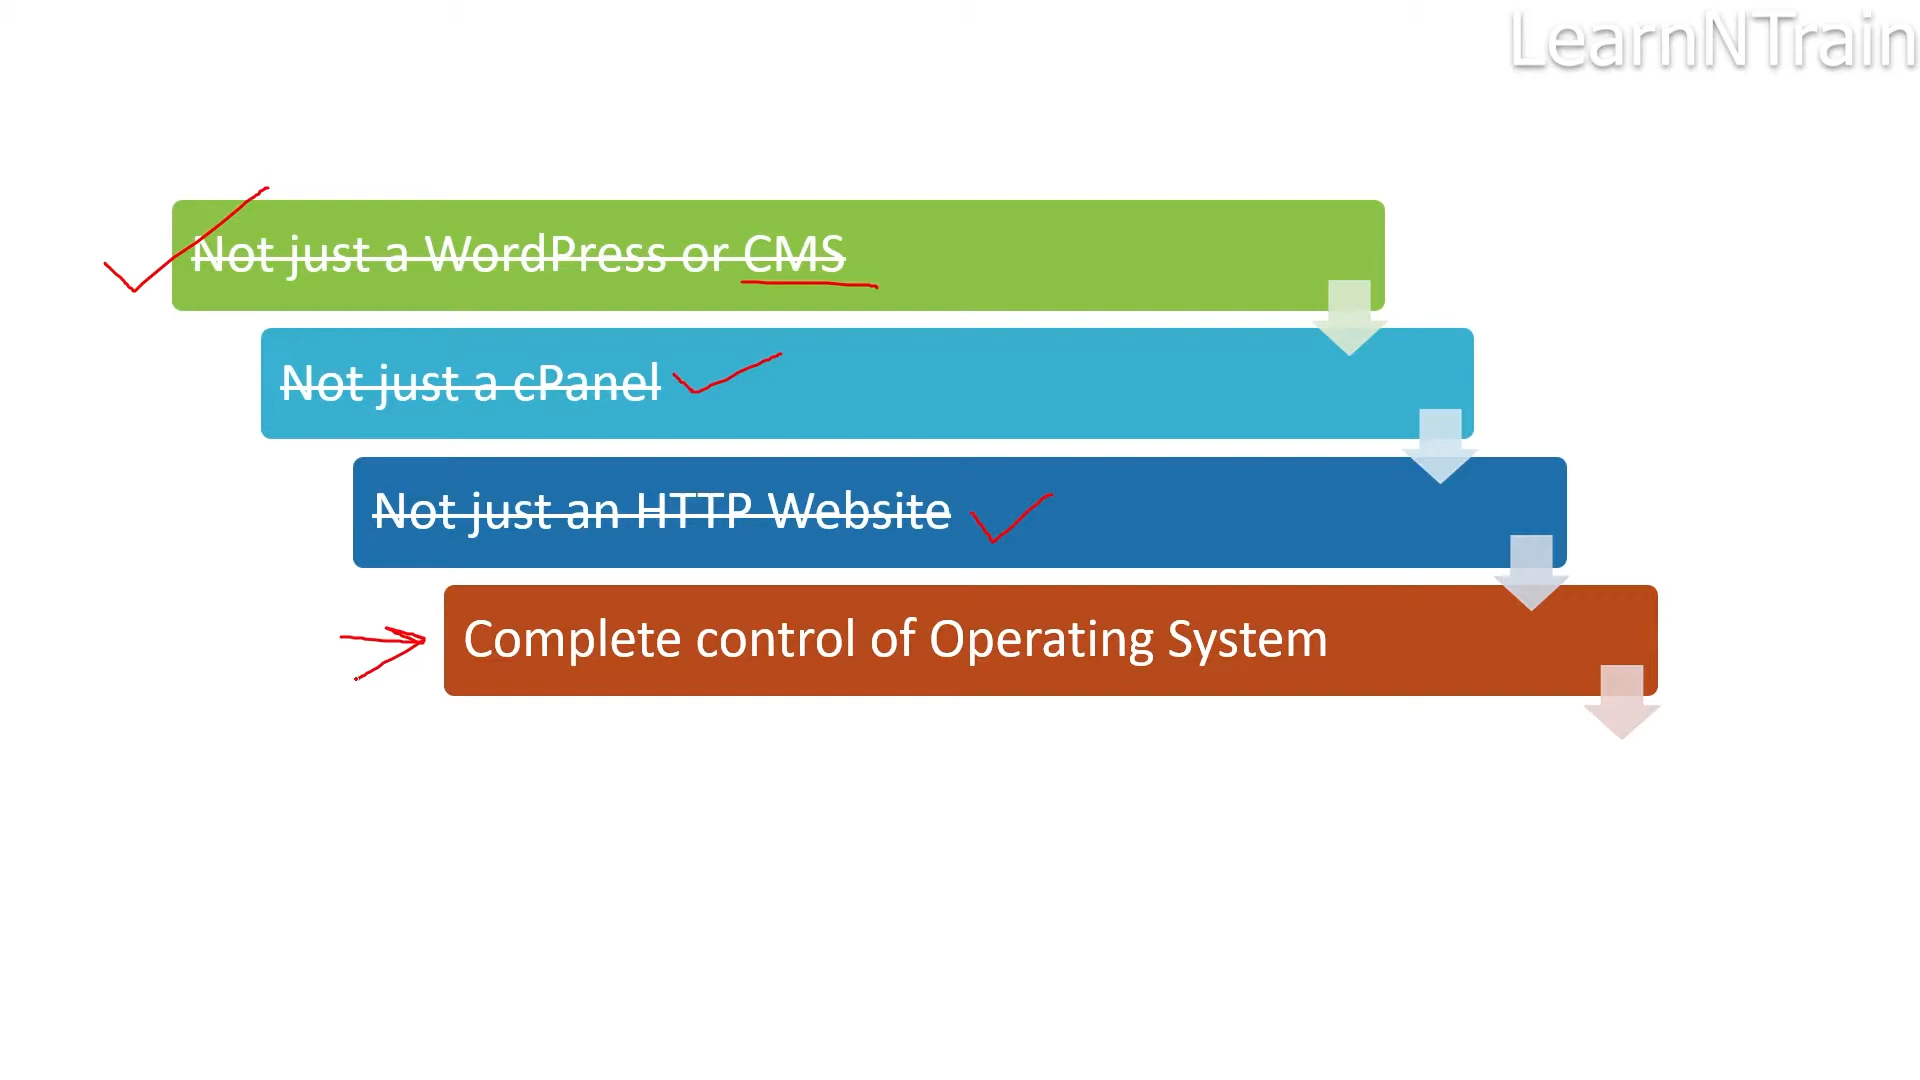 LearnNTrain
Not just a WordPress or CMS
Not just a cPanel
Not just an HTTP Website
Complete control of Operating System